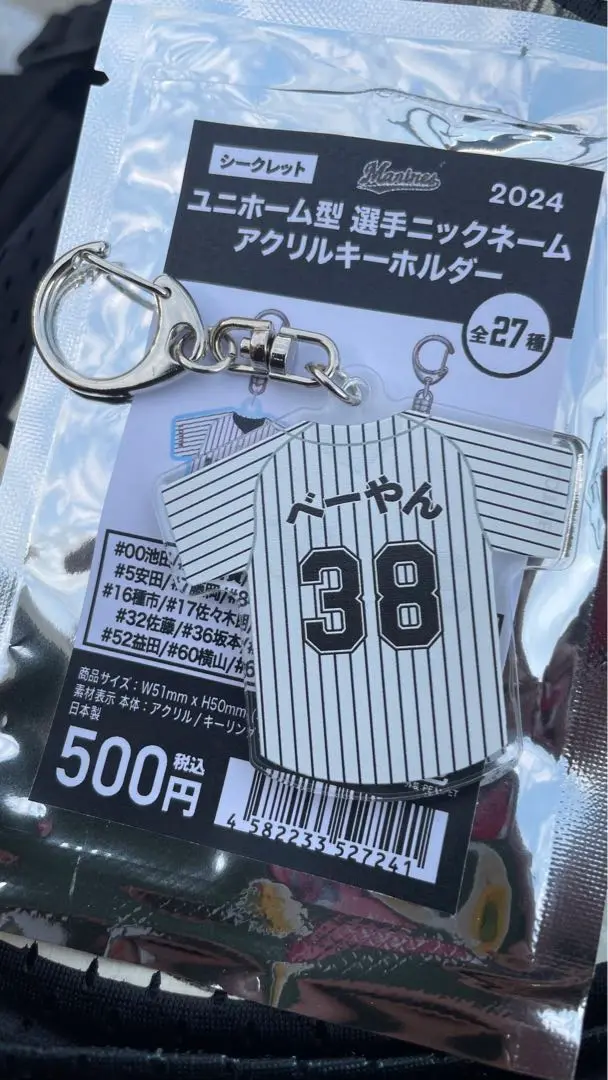 シークレット
Marines
2024
ユニホーム型 選手ニックネーム
アクリルキーホルダー
全27種
べーやん
38
#00池田/
#5安田/
#16種市/#17佐々木朗
#32佐藤/#36坂本
#52益田/#60横山/#6
商品サイズ：W51mm x H50mm
素材表示 本体：アクリル / キーリン
日本製
500円
税込
4 582233 527241